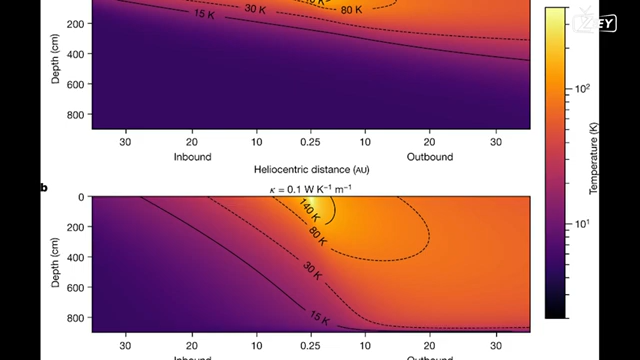 80 K
30 K
15 K
200
400
600
800
Depth (cm)
30
20
10
0.25
10
20
30
Inbound
Outbound
Heliocentric distance (AU)
b
κ = 0.1 W K⁻¹ m⁻¹
0
200
400
600
800
Depth (cm)
140 K
80 K
30 K
15 K
30
20
10
0.25
10
20
30
Inbound
Outbound
10²
10¹
Temperature (K)